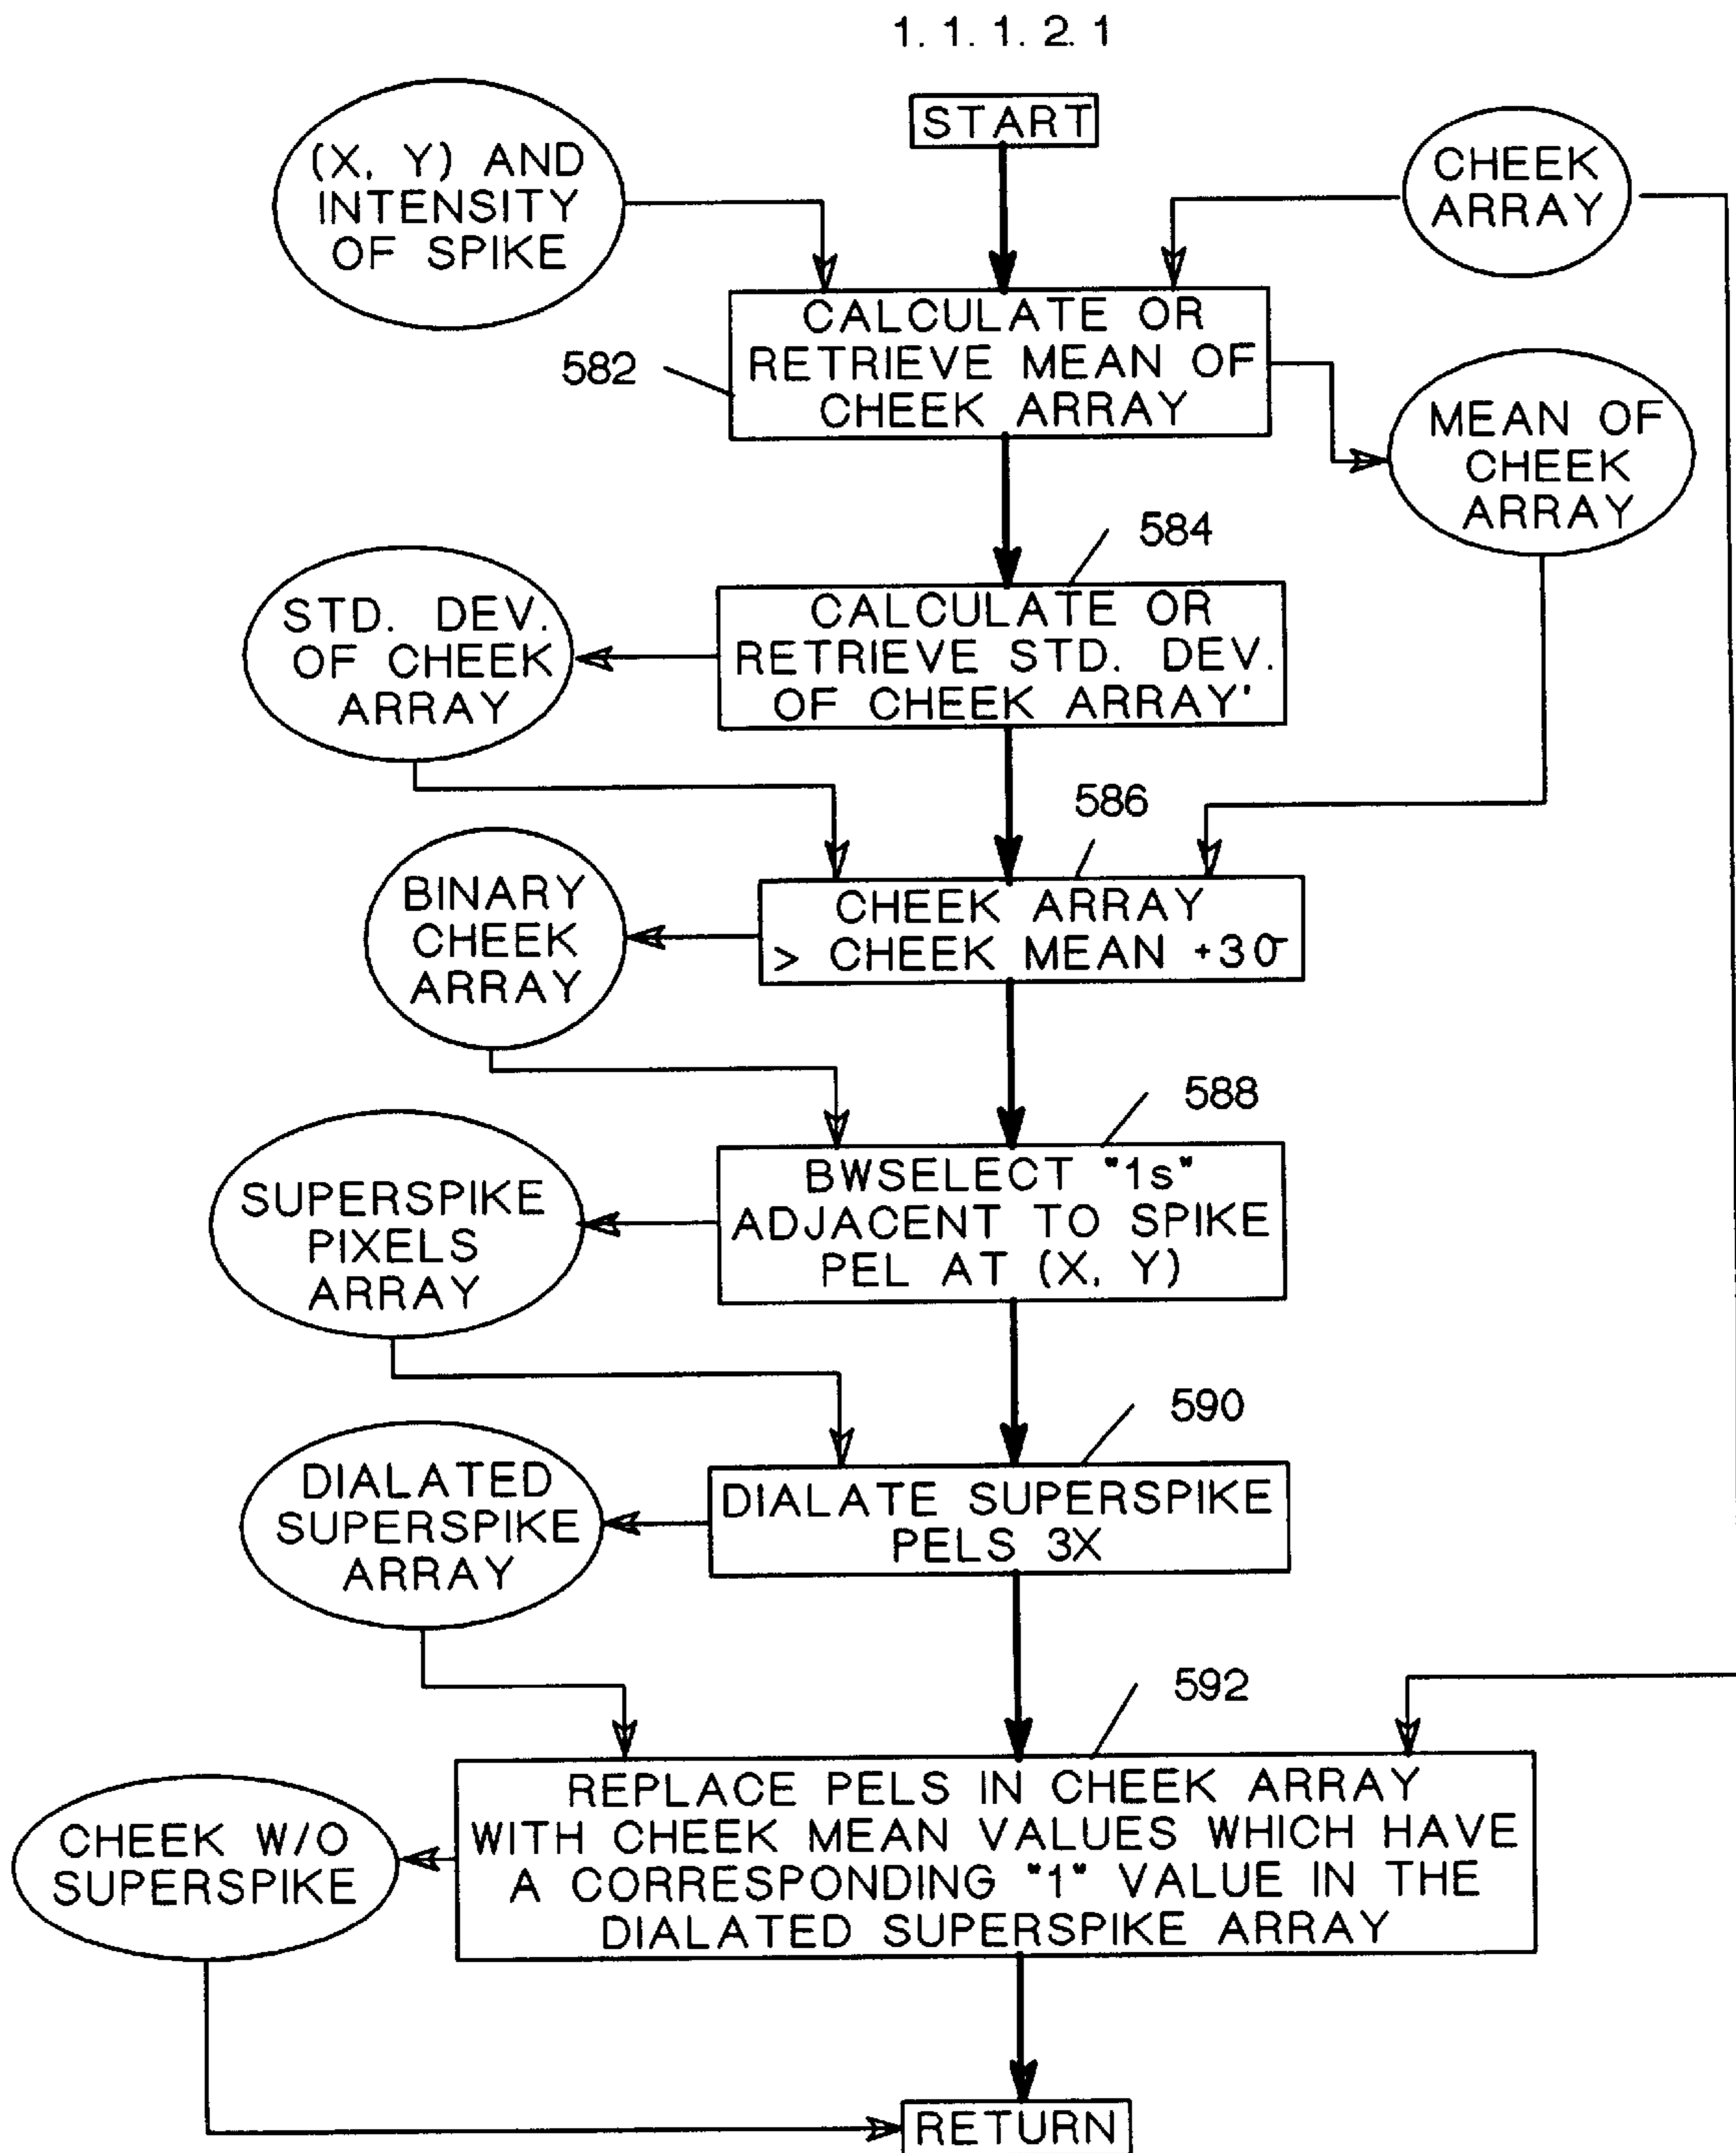 1. 1. 1. 2. 1
START
(X, Y) AND
INTENSITY
OF SPIKE
CHEEK
ARRAY
CALCULATE OR
RETRIEVE MEAN OF
CHEEK ARRAY
582
MEAN OF
CHEEK
ARRAY
584
STD. DEV.
OF CHEEK
ARRAY
CALCULATE OR
RETRIEVE STD. DEV.
OF CHEEK ARRAY'
586
BINARY
CHEEK
ARRAY
CHEEK ARRAY
> CHEEK MEAN +3σ
588
SUPERSPIKE
PIXELS
ARRAY
BWSELECT "1s"
ADJACENT TO SPIKE
PEL AT (X, Y)
590
DIALATED
SUPERSPIKE
ARRAY
DIALATE SUPERSPIKE
PELS 3X
592
CHEEK W/O
SUPERSPIKE
REPLACE PELS IN CHEEK ARRAY
WITH CHEEK MEAN VALUES WHICH HAVE
A CORRESPONDING "1" VALUE IN THE
DIALATED SUPERSPIKE ARRAY
RETURN